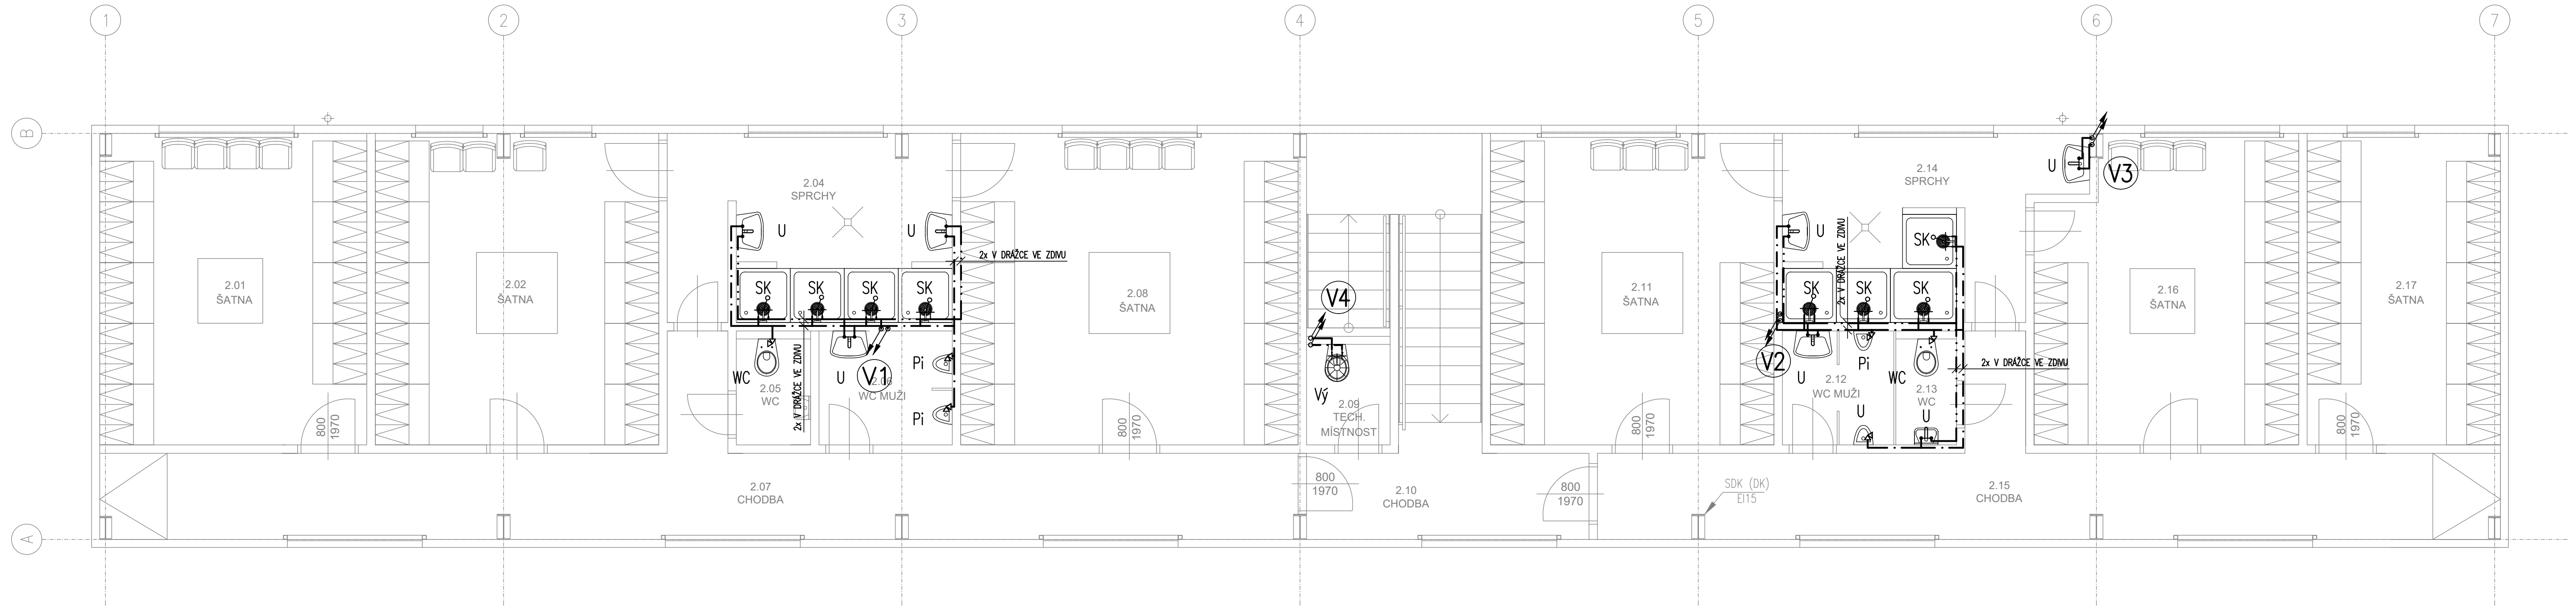 1
2
3
4
5
6
7
B
A
2.01
ŠATNA
2.02
ŠATNA
2.04
SPRCHY
U
U
2x V DRÁŽCE VE ZDIVU
SK
SK
SK
SK
WC
2.05
WC
2x V DRÁŽCE VE ZDIVU
U
V1
2.06
WC MUŽI
Pi
Pi
2.08
ŠATNA
V4
Vý
2.09
TECH.
MÍSTNOST
2.11
ŠATNA
2.14
SPRCHY
U
V3
U
2x V DRÁŽCE VE ZDIVU
SK
SK
SK
SK
V2
U
Pi
WC
2x V DRÁŽCE VE ZDIVU
2.12
WC MUŽI
2.13
WC
U
U
2.16
ŠATNA
2.17
ŠATNA
800
1970
800
1970
800
1970
800
1970
2.07
CHODBA
800
1970
2.10
CHODBA
800
1970
SDK (DK)
EI15
2.15
CHODBA